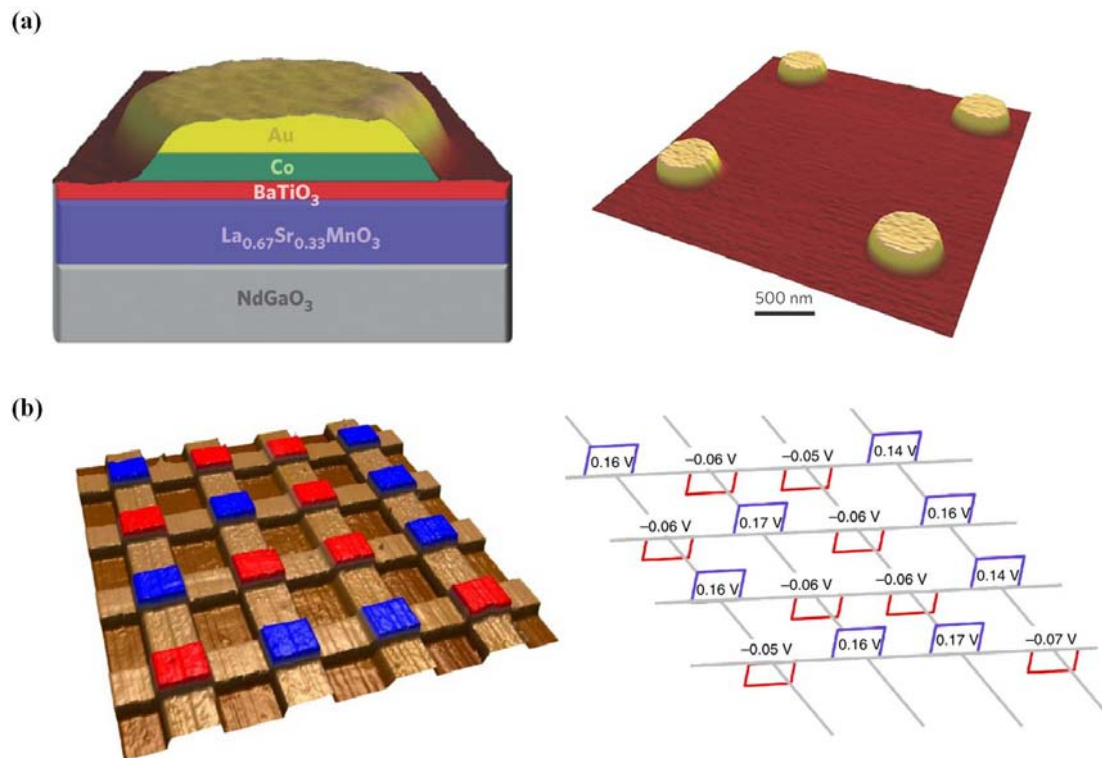 (a)
Au
Co
BaTiO₃
La₀.₆₇Sr₀.₃₃MnO₃
NdGaO₃
500 nm
(b)
0.16 V
−0.06 V
−0.05 V
0.14 V
−0.06 V
0.17 V
−0.06 V
0.16 V
0.16 V
−0.06 V
−0.06 V
0.14 V
−0.05 V
0.16 V
0.17 V
−0.07 V